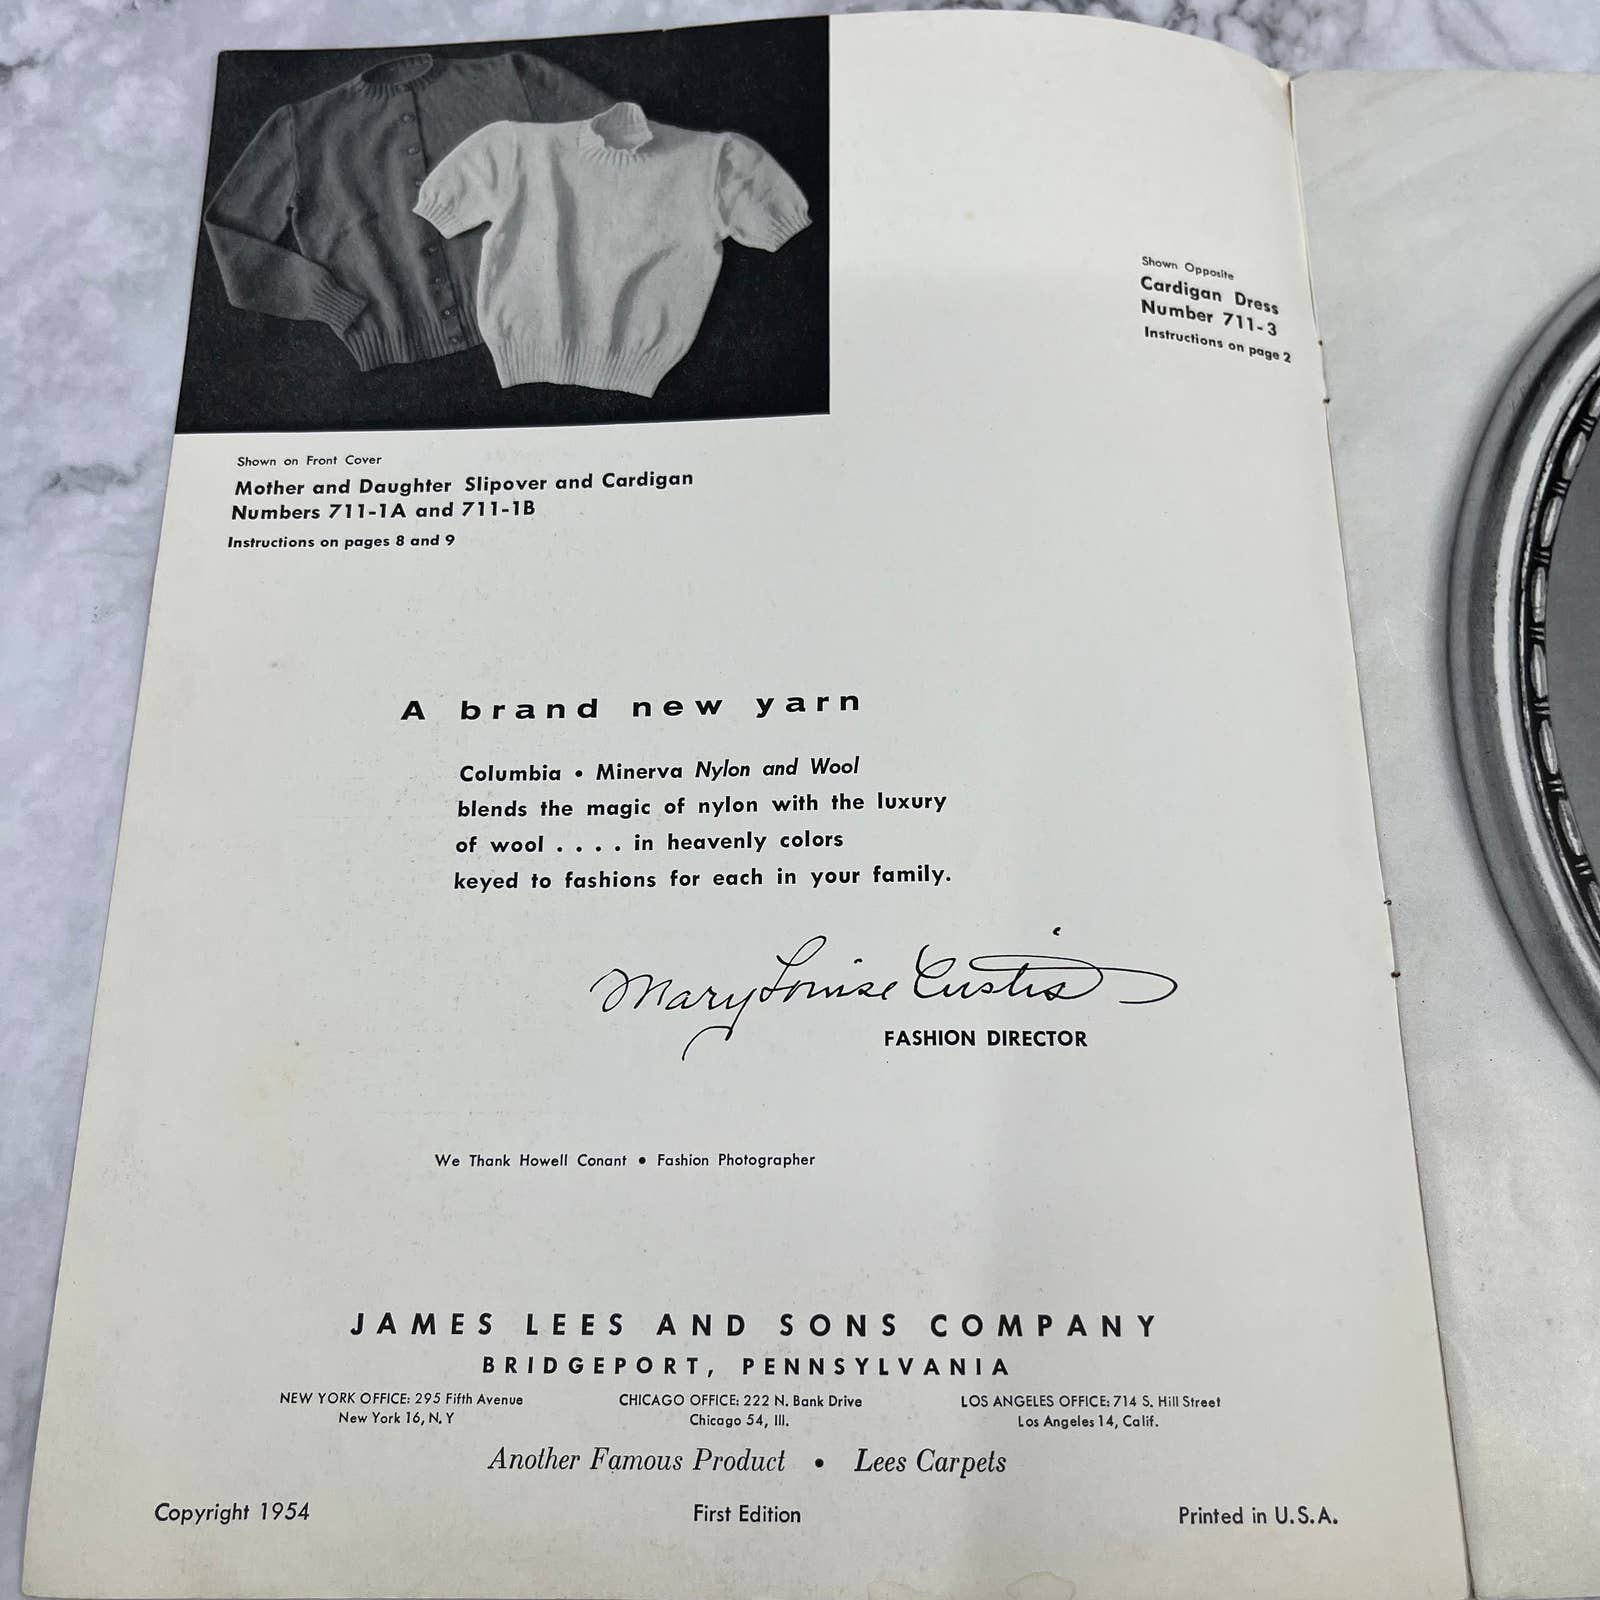 Shown Opposite
Cardigan Dress
Number 711-3
Instructions on page 2
Shown on Front Cover
Mother and Daughter Slipover and Cardigan
Numbers 711-1A and 711-1B
Instructions on pages 8 and 9
A brand new yarn
Columbia • Minerva Nylon and Wool
blends the magic of nylon with the luxury
of wool . . . . in heavenly colors
keyed to fashions for each in your family.
Mary Louise Custis
FASHION DIRECTOR
We Thank Howell Conant • Fashion Photographer
JAMES LEES AND SONS COMPANY
BRIDGEPORT, PENNSYLVANIA
NEW YORK OFFICE: 295 Fifth Avenue
New York 16, N.Y
CHICAGO OFFICE: 222 N. Bank Drive
Chicago 54, Ill.
LOS ANGELES OFFICE: 714 S. Hill Street
Los Angeles 14, Calif.
Another Famous Product • Lees Carpets
Copyright 1954
First Edition
Printed in U.S.A.